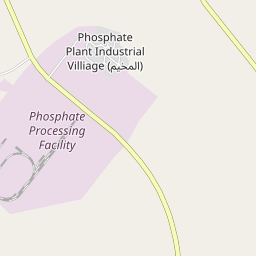 Phosphate
Plant Industrial
Villiage (المخيم)
Phosphate
Processing
Facility